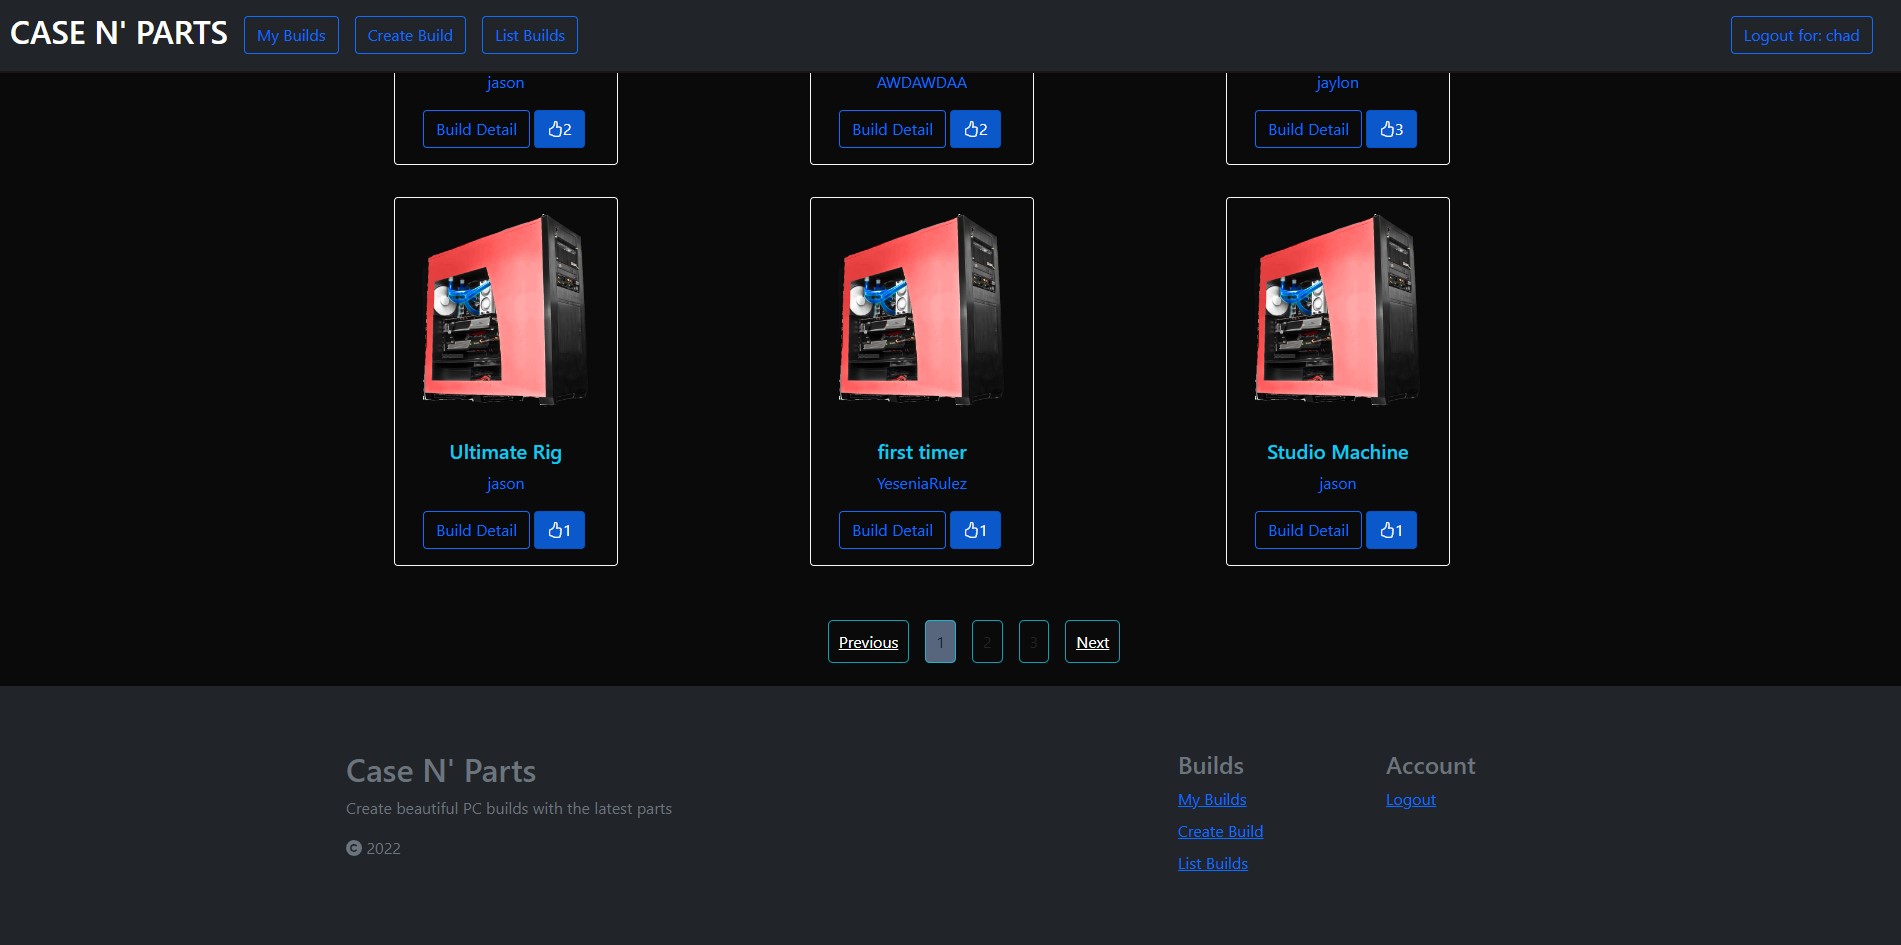 CASE N' PARTS My Builds Create Build List Builds Logout for: chad
jason AWDAWDAA jaylon
Build Detail 2 Build Detail 2 Build Detail 3
Ultimate Rig first timer Studio Machine
jason YeseniaRulez jason
Build Detail 1 Build Detail 1 Build Detail 1
Previous 1 2 3 Next
Case N' Parts Builds Account
Create beautiful PC builds with the latest parts My Builds Logout
Create Build
© 2022 List Builds